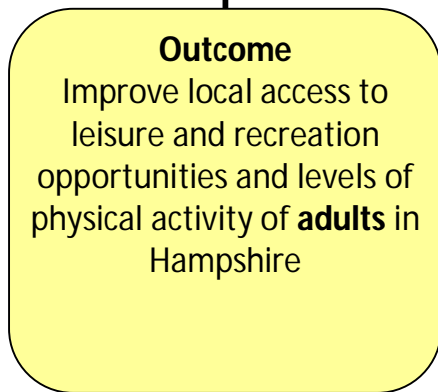 Outcome
Improve local access to
leisure and recreation
opportunities and levels of
physical activity of adults in
Hampshire